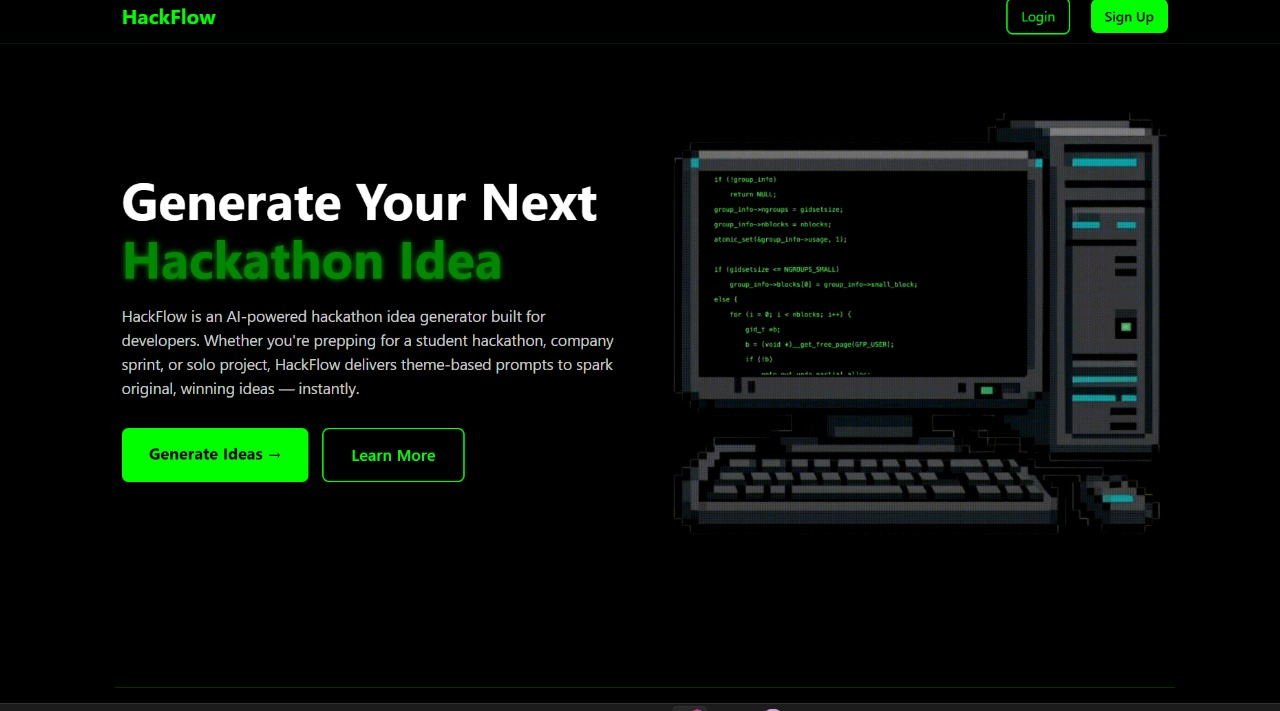 HackFlow
Login
Sign Up
Generate Your Next
Hackathon Idea
HackFlow is an AI-powered hackathon idea generator built for
developers. Whether you're prepping for a student hackathon, company
sprint, or solo project, HackFlow delivers theme-based prompts to spark
original, winning ideas — instantly.
Generate Ideas →
Learn More
if (!group_info)
return NULL;
group_info->ngroups = gidsetsize;
group_info->nblocks = nblocks;
atomic_set(&group_info->usage, 1);
if (gidsetsize <= NGROUPS_SMALL)
group_info->blocks[0] = group_info->small_block;
else {
for (i = 0; i < nblocks; i++) {
gid_t *b;
b = (void *)__get_free_page(GFP_USER);
if (!b)